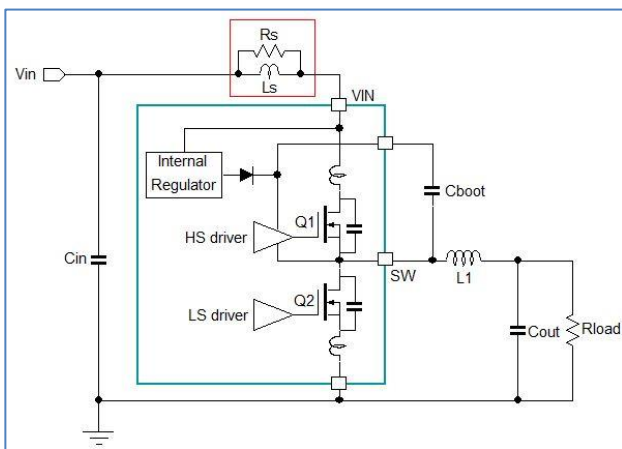 Rs
Vin
Ls
VIN
Internal
Regulator
Cboot
Q1
HS driver
Cin
SW
L1
Q2
LS driver
Cout
Rload